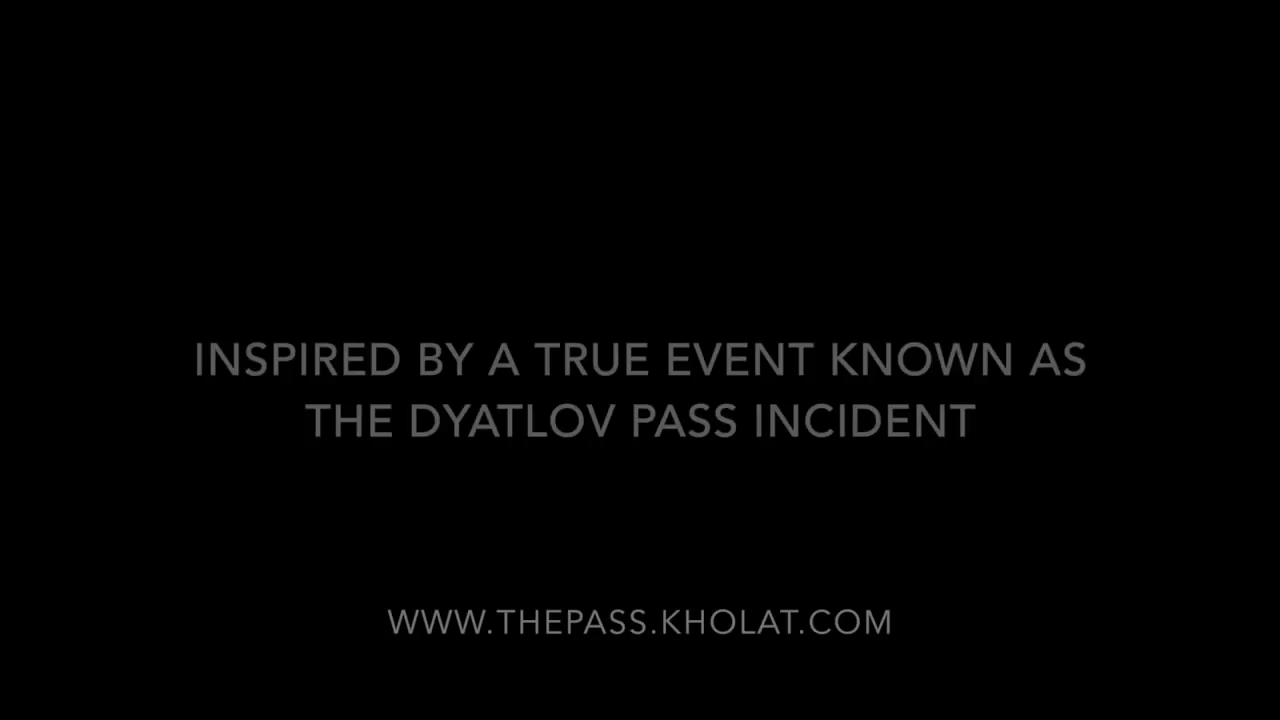 INSPIRED BY A TRUE EVENT KNOWN AS
THE DYATLOV PASS INCIDENT
WWW.THEPASS.KHOLAT.COM